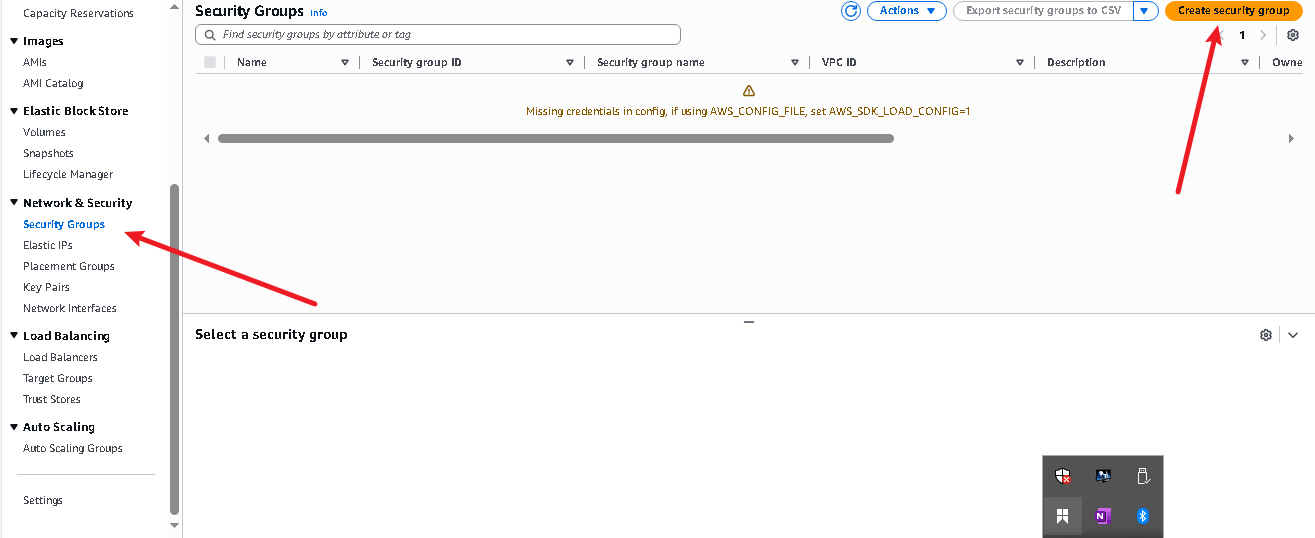 Capacity Reservations
Images
AMIs
AMI Catalog
Elastic Block Store
Volumes
Snapshots
Lifecycle Manager
Network & Security
Security Groups
Elastic IPs
Placement Groups
Key Pairs
Network Interfaces
Load Balancing
Load Balancers
Target Groups
Trust Stores
Auto Scaling
Auto Scaling Groups
Settings
Security Groups Info
Actions Export security groups to CSV Create security group
Find security groups by attribute or tag
1
Name Security group ID Security group name VPC ID Description Owne
Missing credentials in config, if using AWS_CONFIG_FILE, set AWS_SDK_LOAD_CONFIG=1
Select a security group
N